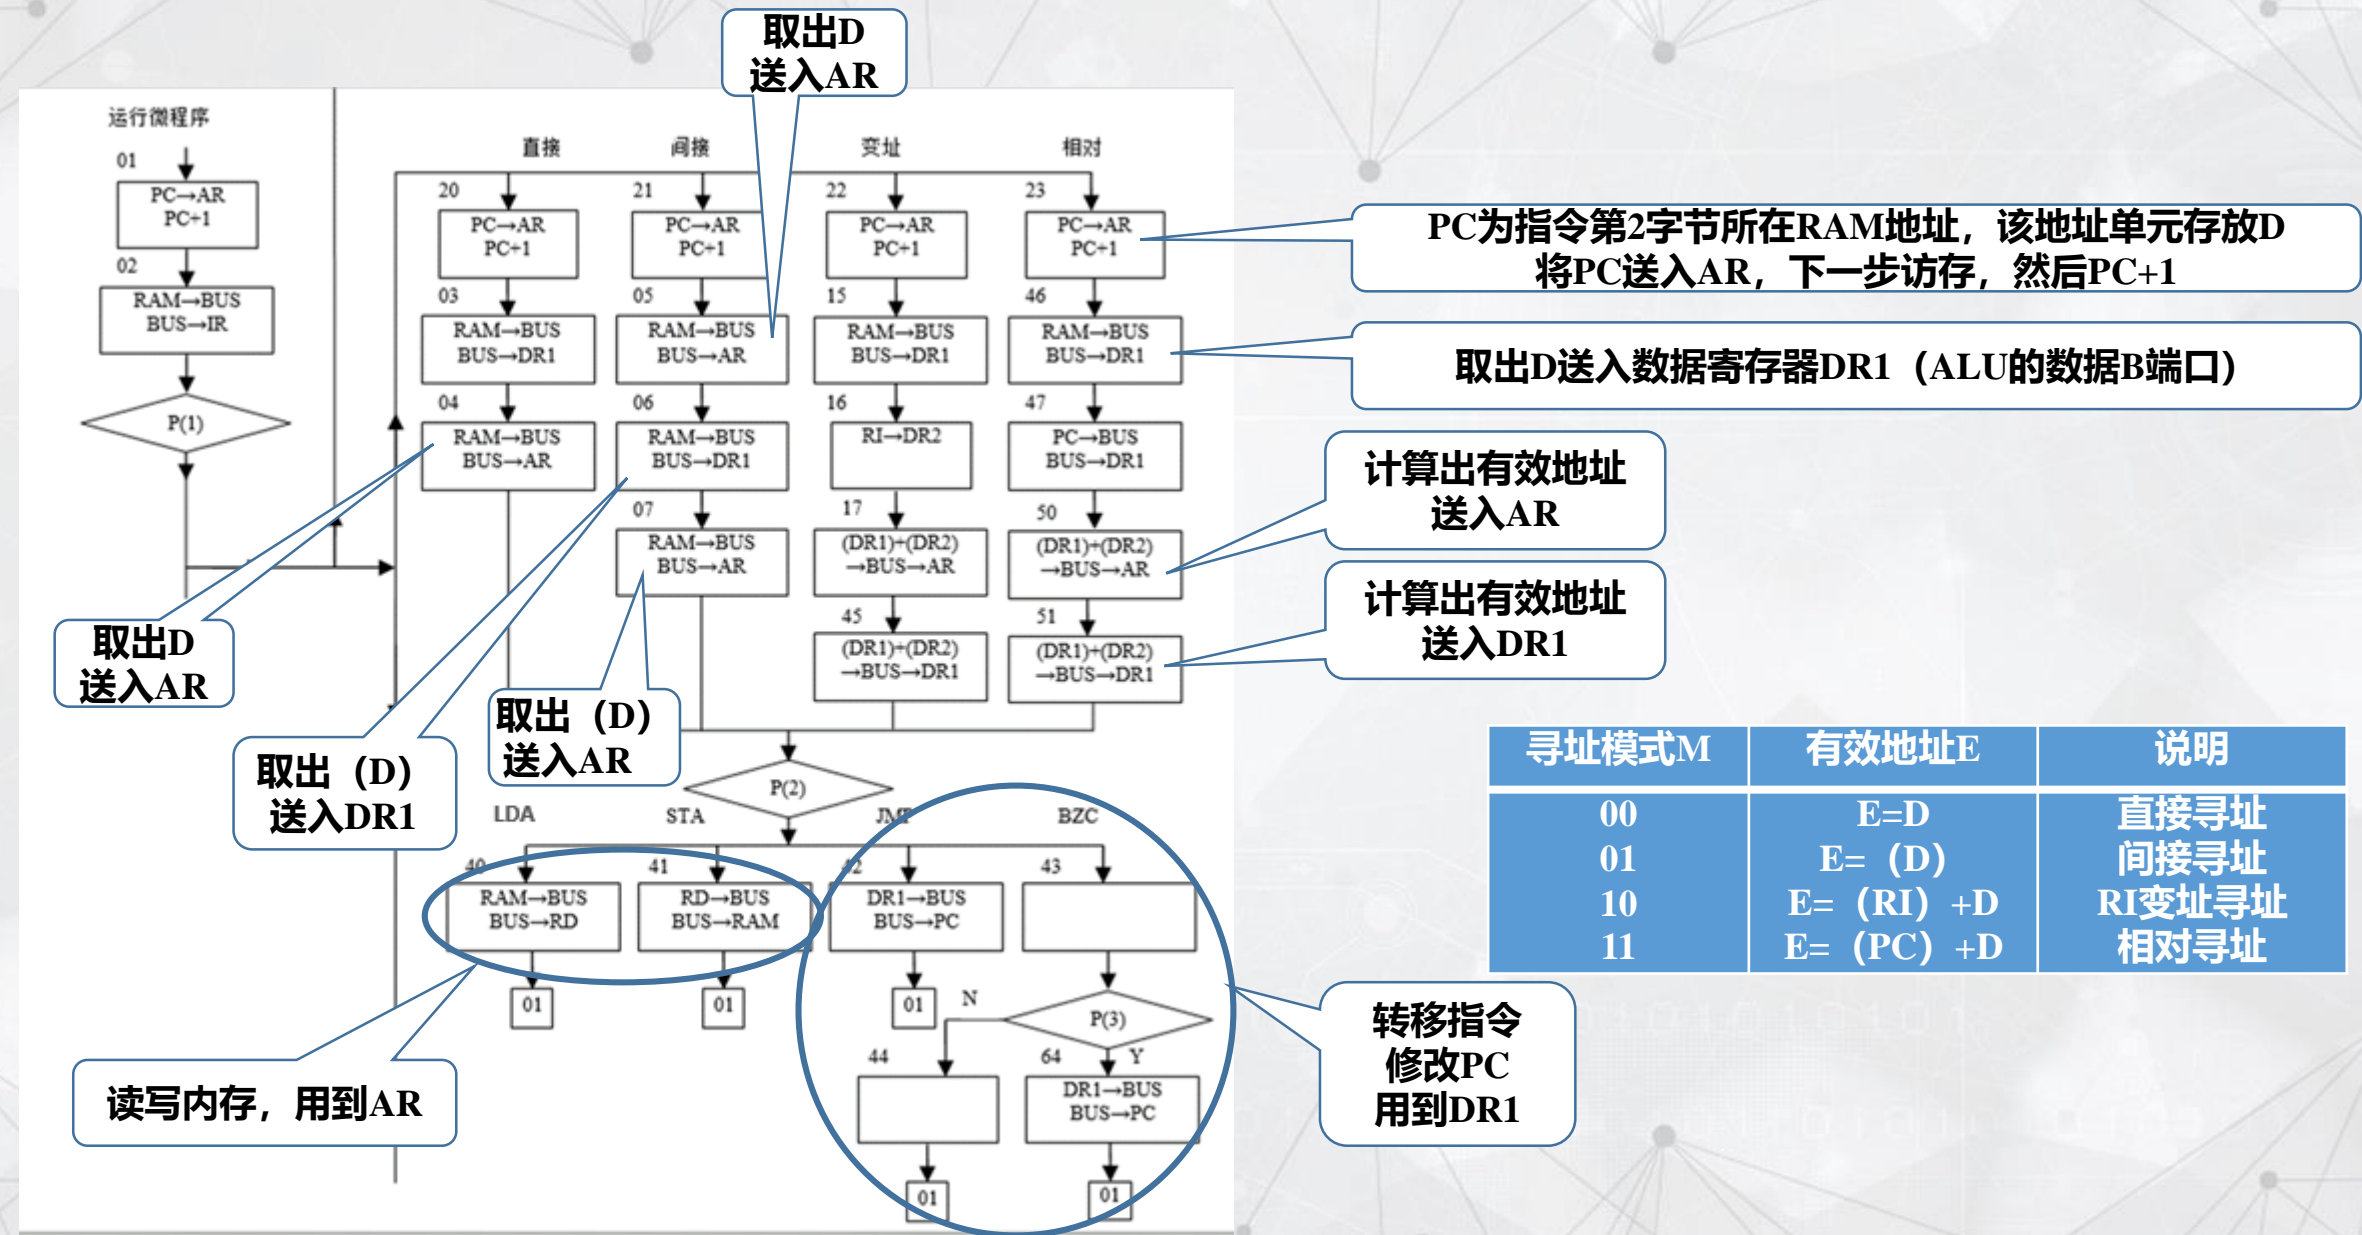 取出D
送入AR
运行微程序
01
PC→AR
PC+1
02
RAM→BUS
BUS→IR
P(1)
直接
间接
变址
相对
20
PC→AR
PC+1
03
RAM→BUS
BUS→DR1
04
RAM→BUS
BUS→AR
21
PC→AR
PC+1
05
RAM→BUS
BUS→AR
06
RAM→BUS
BUS→DR1
07
RAM→BUS
BUS→AR
22
PC→AR
PC+1
15
RAM→BUS
BUS→DR1
16
RI→DR2
17
(DR1)+(DR2)
→BUS→AR
45
(DR1)+(DR2)
→BUS→DR1
23
PC→AR
PC+1
46
RAM→BUS
BUS→DR1
47
PC→BUS
BUS→DR1
50
(DR1)+(DR2)
→BUS→AR
51
(DR1)+(DR2)
→BUS→DR1
PC为指令第2字节所在RAM地址，该地址单元存放D
将PC送入AR，下一步访存，然后PC+1
取出D送入数据寄存器DR1（ALU的数据B端口）
计算出有效地址
送入AR
计算出有效地址
送入DR1
取出D
送入AR
取出（D）
送入DR1
取出（D）
送入AR
P(2)
LDA
STA
JMP
BZC
40
RAM→BUS
BUS→RD
01
41
RD→BUS
BUS→RAM
01
42
DR1→BUS
BUS→PC
01
43
P(3)
N
Y
44
01
64
DR1→BUS
BUS→PC
01
读写内存，用到AR
转移指令
修改PC
用到DR1
寻址模式M 有效地址E 说明
00 E=D 直接寻址
01 E=（D） 间接寻址
10 E=（RI）+D RI变址寻址
11 E=（PC）+D 相对寻址